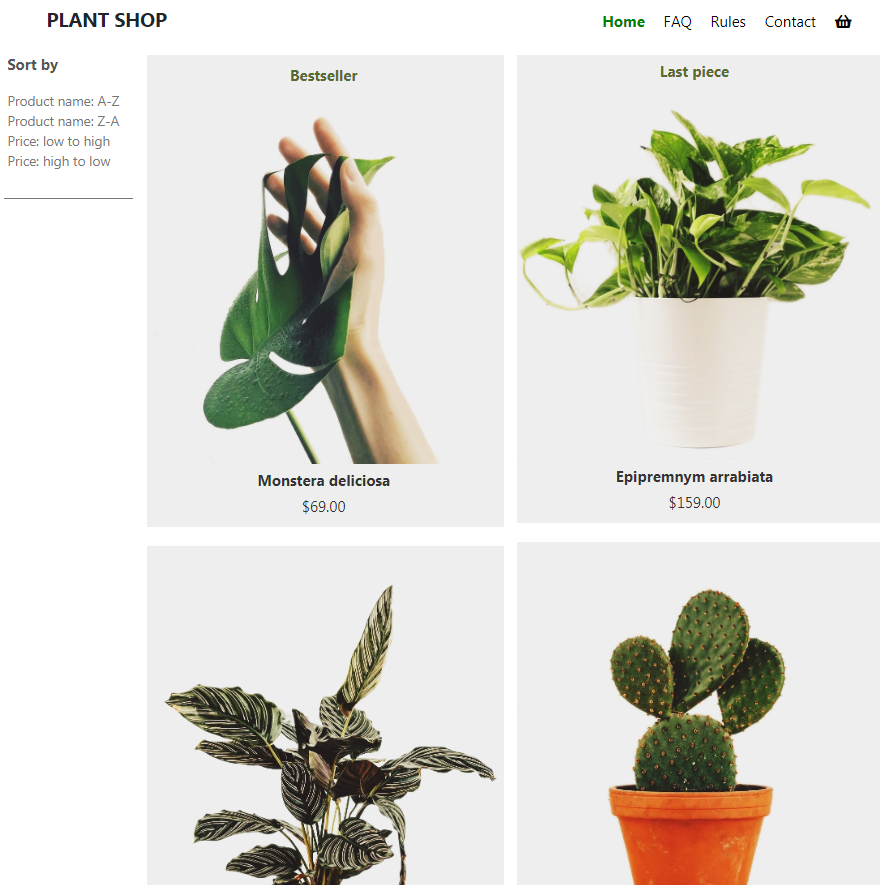 PLANT SHOP
Home FAQ Rules Contact
Sort by
Product name: A-Z
Product name: Z-A
Price: low to high
Price: high to low
Bestseller
Monstera deliciosa
$69.00
Last piece
Epipremnym arrabiata
$159.00